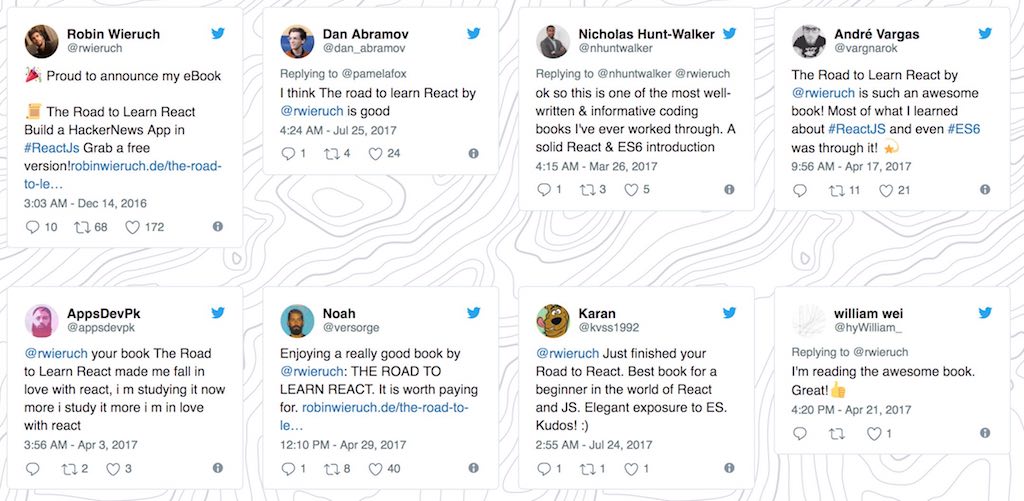 Robin Wieruch
@rwieruch
🎉 Proud to announce my eBook
📜 The Road to Learn React
Build a HackerNews App in
#ReactJs Grab a free
version!robinwieruch.de/the-road-
to-le…
3:03 AM - Dec 14, 2016
10 68 172
Dan Abramov
@dan_abramov
Replying to @pamelafox
I think The road to learn React by
@rwieruch is good
4:24 AM - Jul 25, 2017
1 4 24
Nicholas Hunt-Walker
@nhuntwalker
Replying to @nhuntwalker @rwieruch
ok so this is one of the most well-
written & informative coding
books I've ever worked through. A
solid React & ES6 introduction
4:15 AM - Mar 26, 2017
1 3 5
André Vargas
@vargnarok
The Road to Learn React by
@rwieruch is such an awesome
book! Most of what I learned
about #ReactJS and even #ES6
was through it! 💫
9:56 AM - Apr 17, 2017
11 21
AppsDevPk
@appsdevpk
@rwieruch your book The Road
to Learn React made me fall in
love with react, i m studying it now
more i study it more i m in love
with react
3:56 AM - Apr 3, 2017
2 3
Noah
@versorge
Enjoying a really good book by
@rwieruch: THE ROAD TO
LEARN REACT. It is worth paying
for. robinwieruch.de/the-road-to-
le…
12:10 PM - Apr 29, 2017
1 8 40
Karan
@kvss1992
@rwieruch Just finished your
Road to React. Best book for a
beginner in the world of React
and JS. Elegant exposure to ES.
Kudos! :)
2:55 AM - Jul 24, 2017
1 1 1
william wei
@hyWilliam_
Replying to @rwieruch
I'm reading the awesome book.
Great!👍
4:20 PM - Apr 21, 2017
1